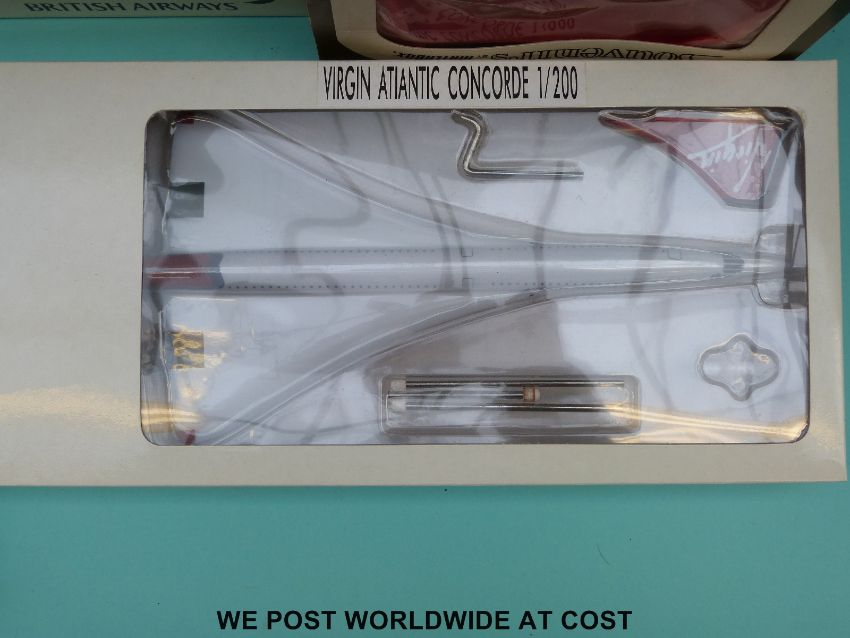 BRITISH AIRWAYS
VIRGIN ATIANTIC CONCORDE 1/200
Virgin
WE POST WORLDWIDE AT COST